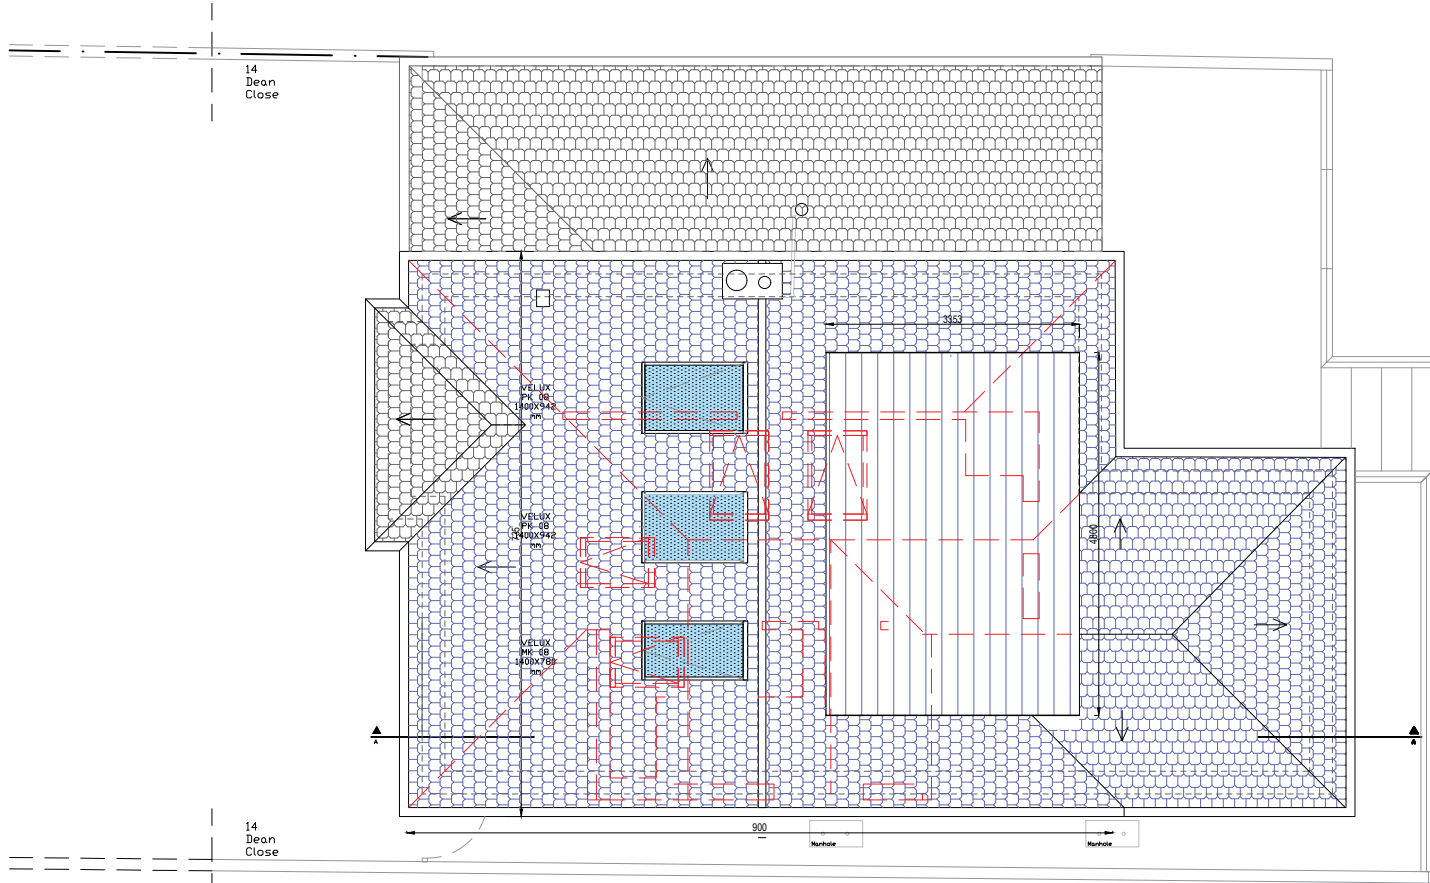 14
Dean
Close
3353
VELUX
PK 08
1400X942
mm
VELUX
PK 08
1400X942
mm
4800
VELUX
MK 08
1400X780
mm
A
A
14
Dean
Close
900
Manhole
Manhole